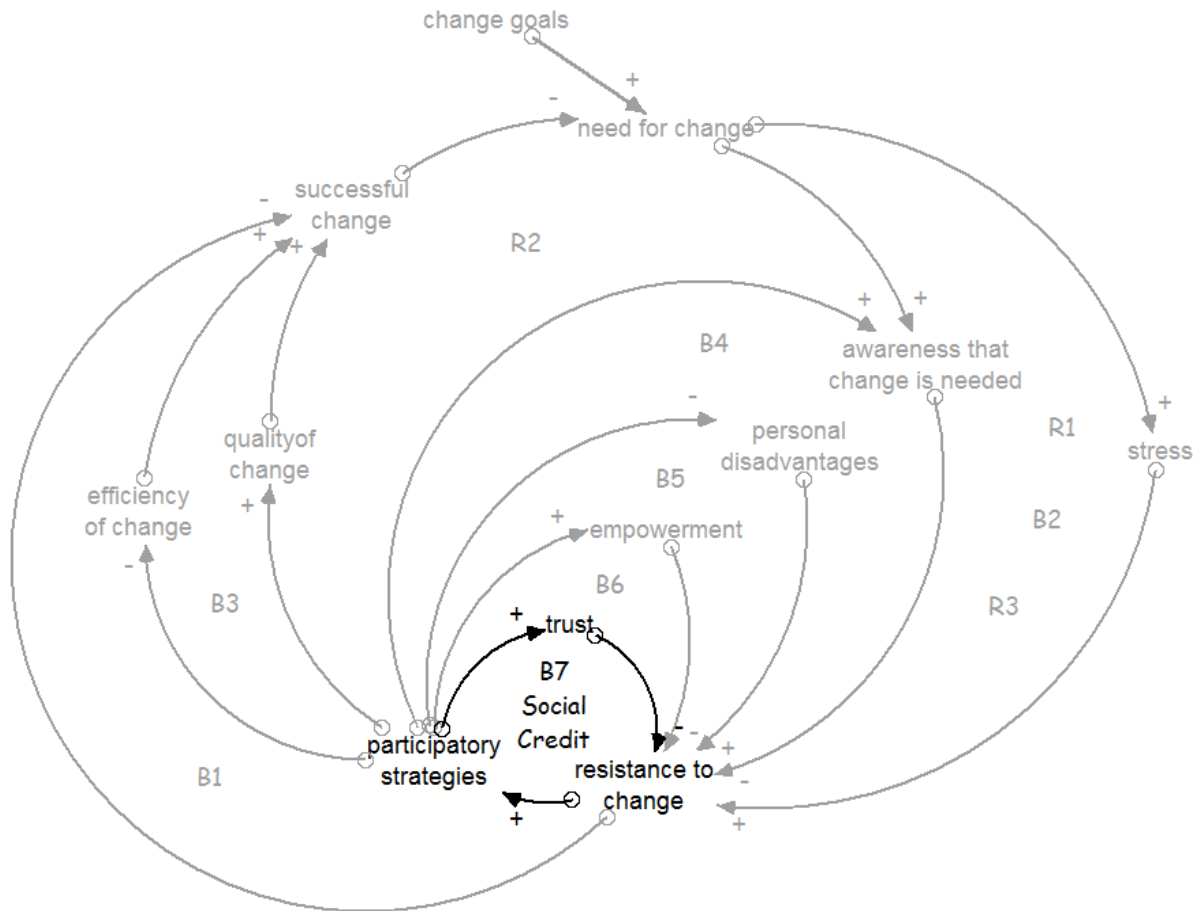 change goals
+
-
need for change
successful
change
-
+
+
R2
+
+
B4
awareness that
change is needed
-
+
personal
disadvantages
R1
stress
qualityof
change
B5
efficiency
of change
+
+
empowerment
B2
-
B3
B6
R3
+
trust
B7
Social
Credit
-
-
+
participatory
strategies
resistance to
change
-
B1
+
+